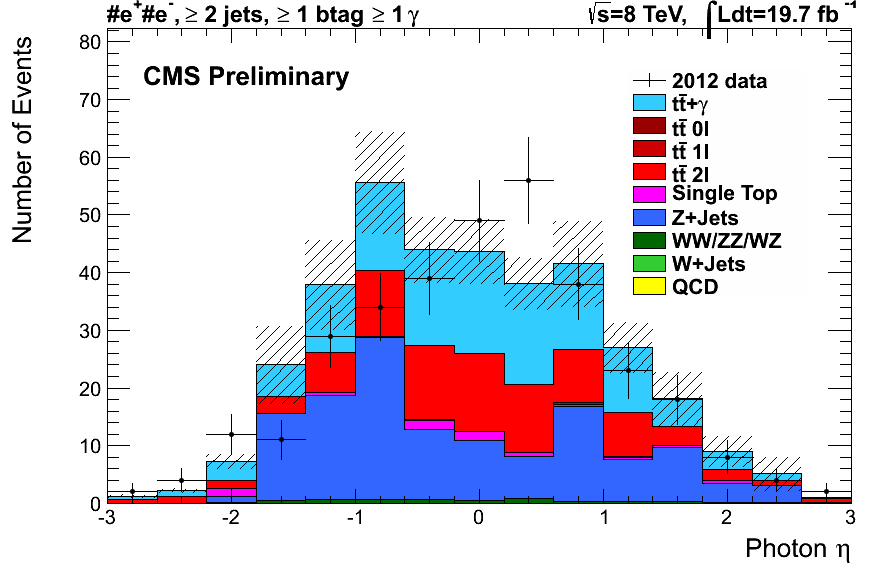 #e⁺#e⁻, ≥ 2 jets, ≥ 1 btag ≥ 1 γ
√s=8 TeV, ∫Ldt=19.7 fb⁻¹
Number of Events
CMS Preliminary
2012 data
tt̄+γ
tt̄ 0l
tt̄ 1l
tt̄ 2l
Single Top
Z+Jets
WW/ZZ/WZ
W+Jets
QCD
80
70
60
50
40
30
20
10
0
-3 -2 -1 0 1 2 3
Photon η